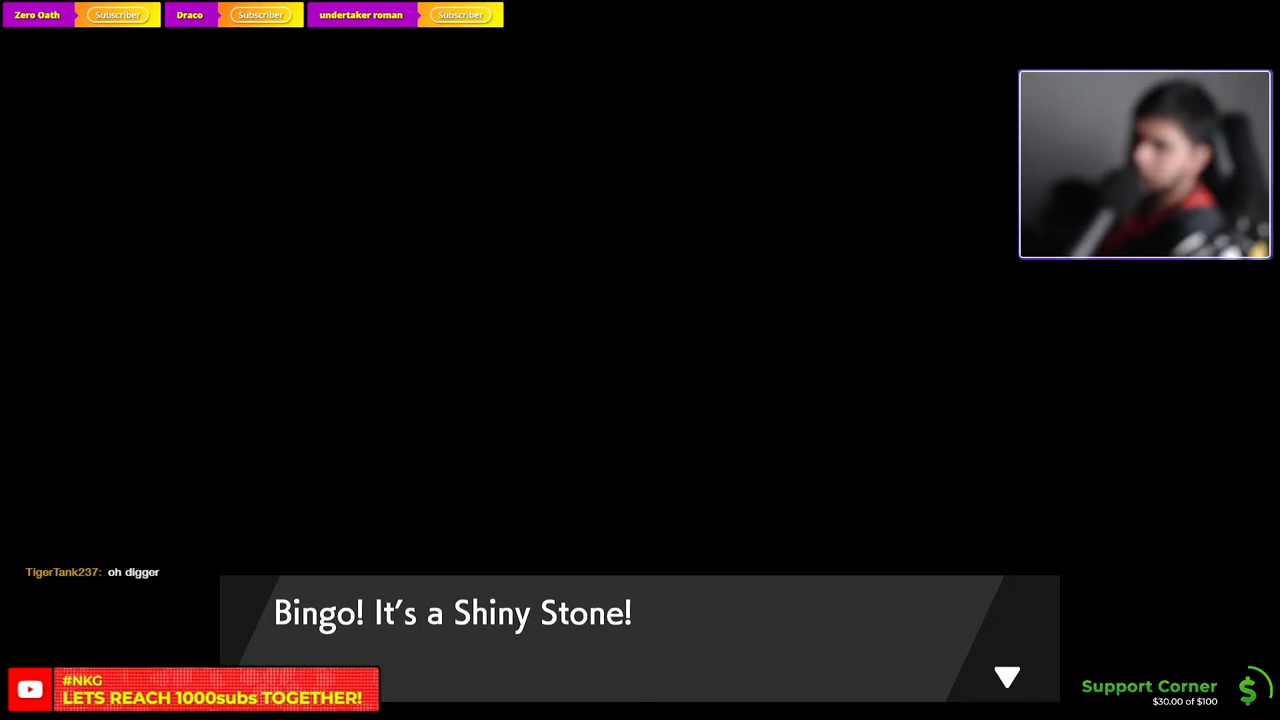 Zero Oath Subscriber Draco Subscriber undertaker roman Subscriber
TigerTank237: oh digger
Bingo! It's a Shiny Stone!
#NKG
LETS REACH 1000subs TOGETHER!
Support Corner
$30.00 of $100
$